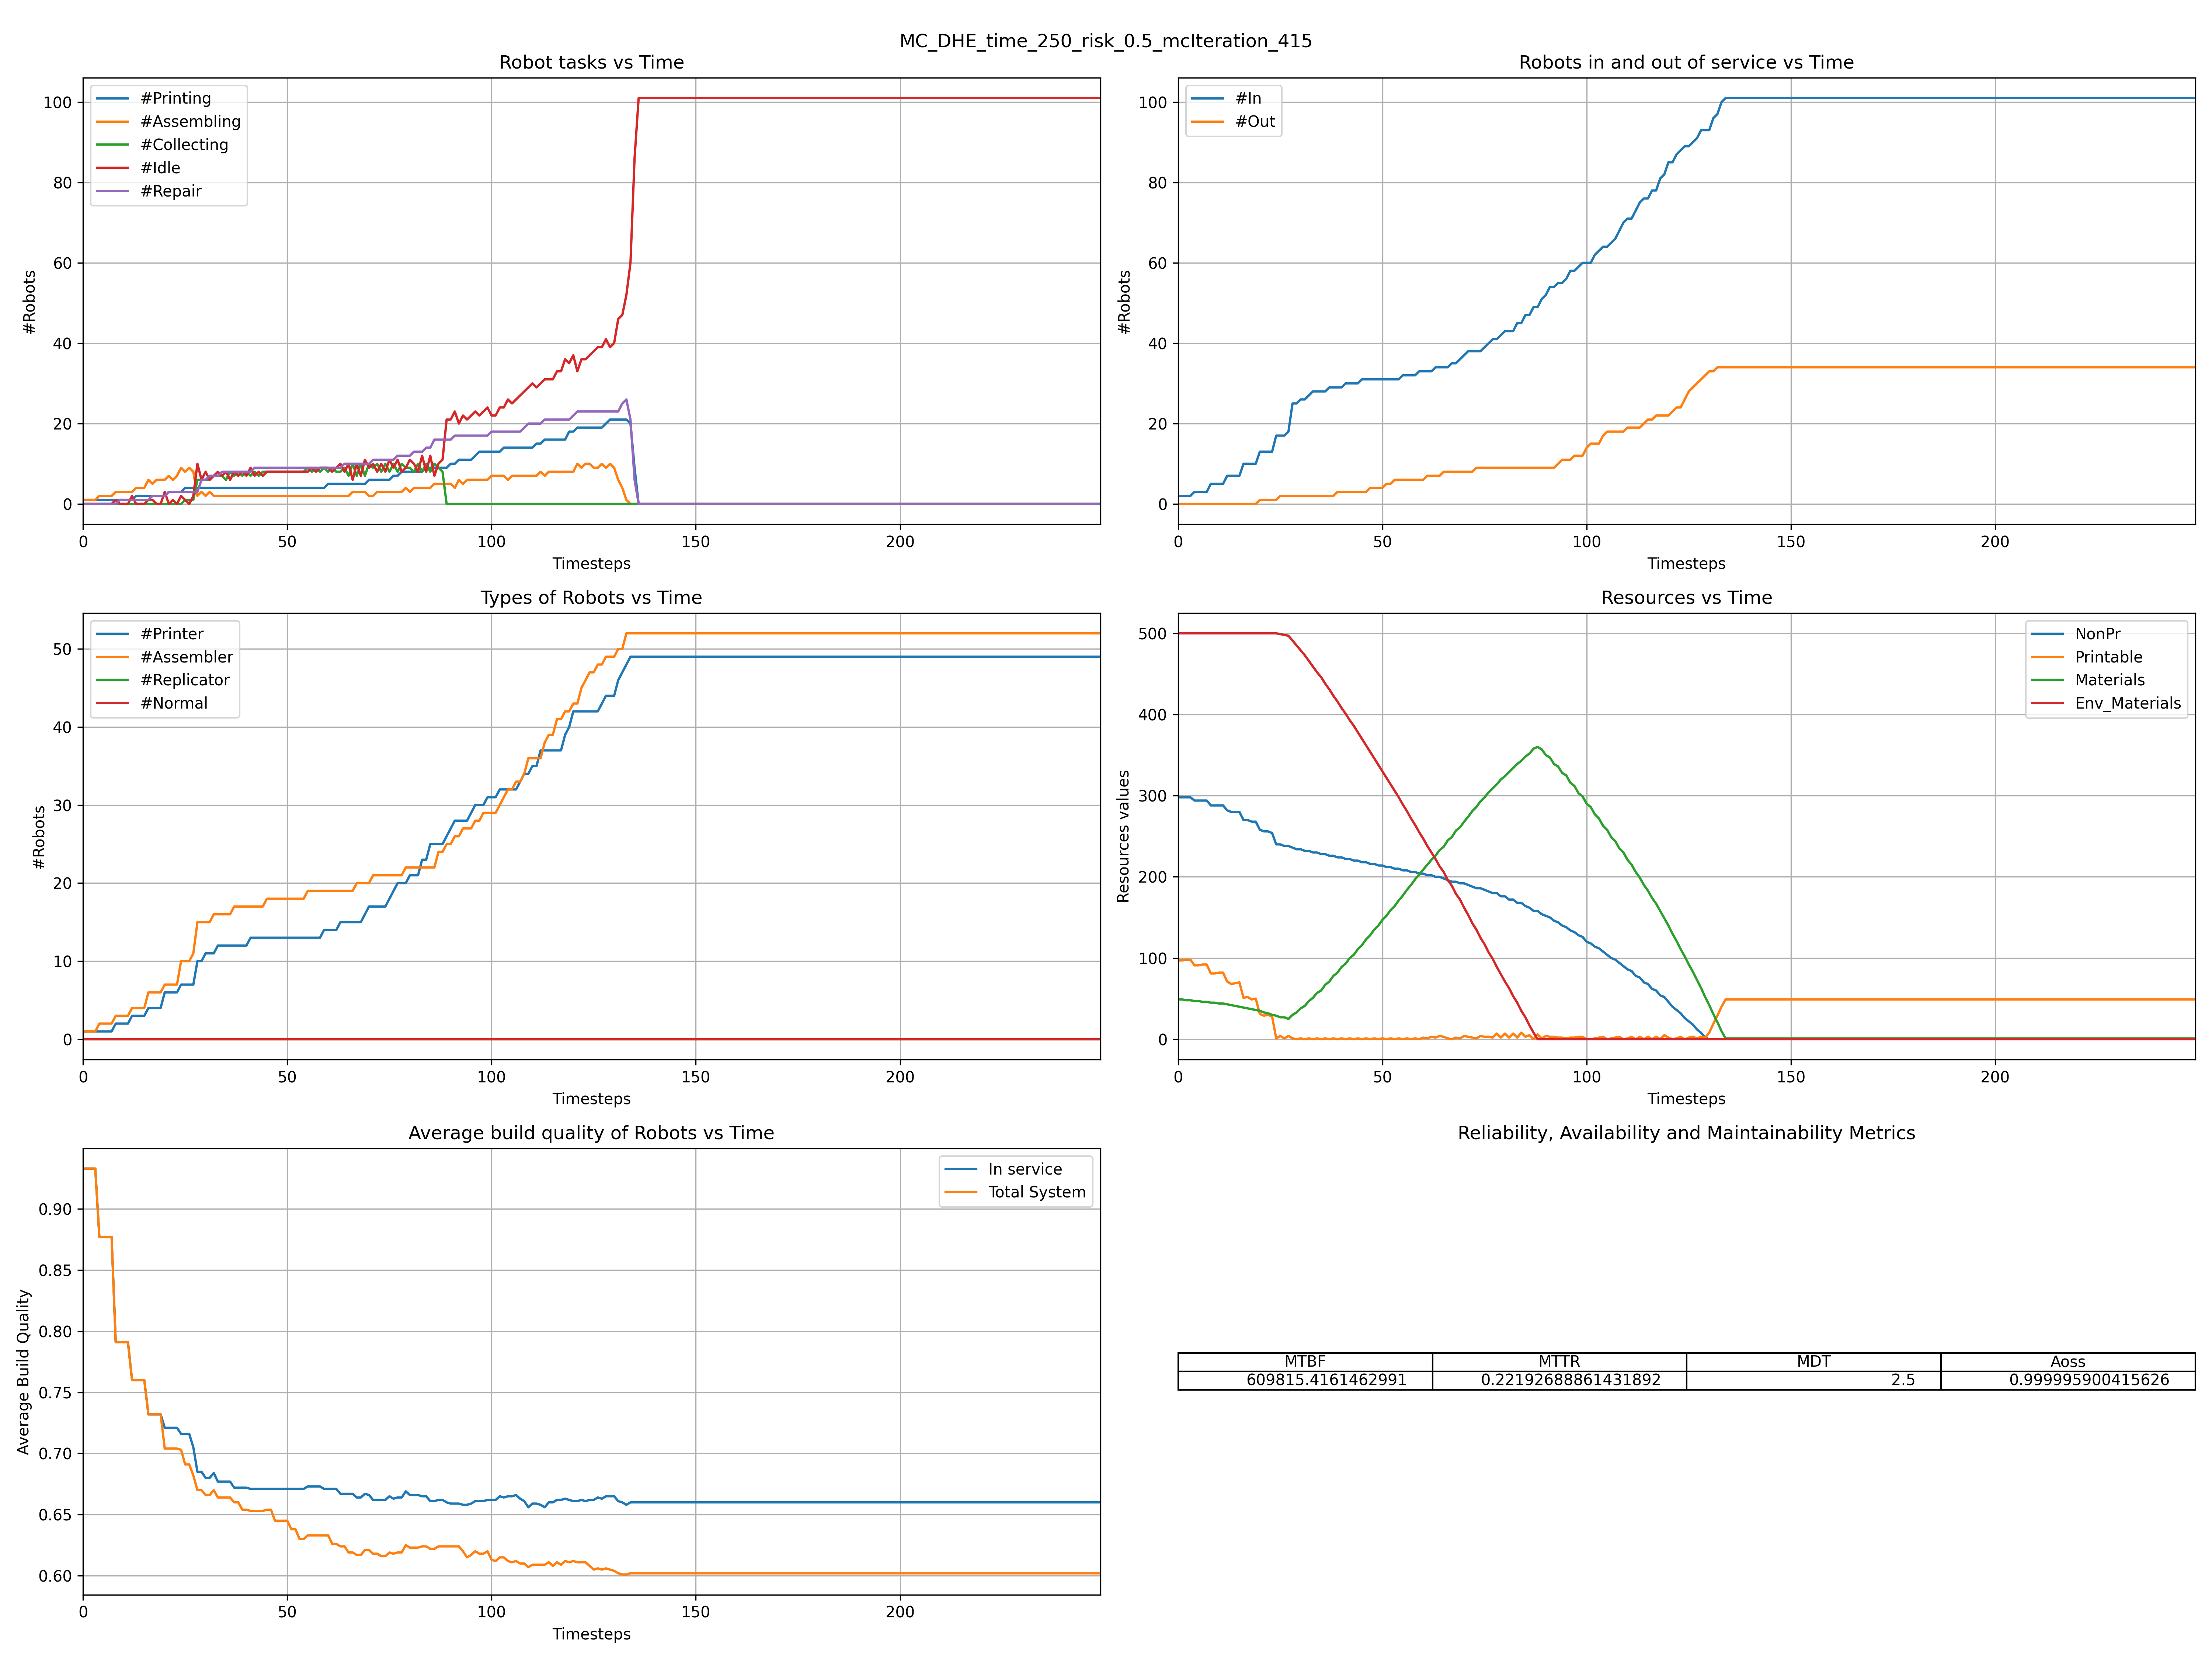 MC_DHE_time_250_risk_0.5_mcIteration_415
Robot tasks vs Time
#Robots
100
80
60
40
20
0
#Printing
#Assembling
#Collecting
#Idle
#Repair
0 50 100 150 200
Timesteps
Robots in and out of service vs Time
#Robots
100
80
60
40
20
0
#In
#Out
0 50 100 150 200
Timesteps
Types of Robots vs Time
#Robots
50
40
30
20
10
0
#Printer
#Assembler
#Replicator
#Normal
0 50 100 150 200
Timesteps
Resources vs Time
Resources values
500
400
300
200
100
0
NonPr
Printable
Materials
Env_Materials
0 50 100 150 200
Timesteps
Average build quality of Robots vs Time
Average Build Quality
0.90
0.85
0.80
0.75
0.70
0.65
0.60
In service
Total System
0 50 100 150 200
Timesteps
Reliability, Availability and Maintainability Metrics
MTBF MTTR MDT Aoss
609815.4161462991 0.22192688861431892 2.5 0.999995900415626